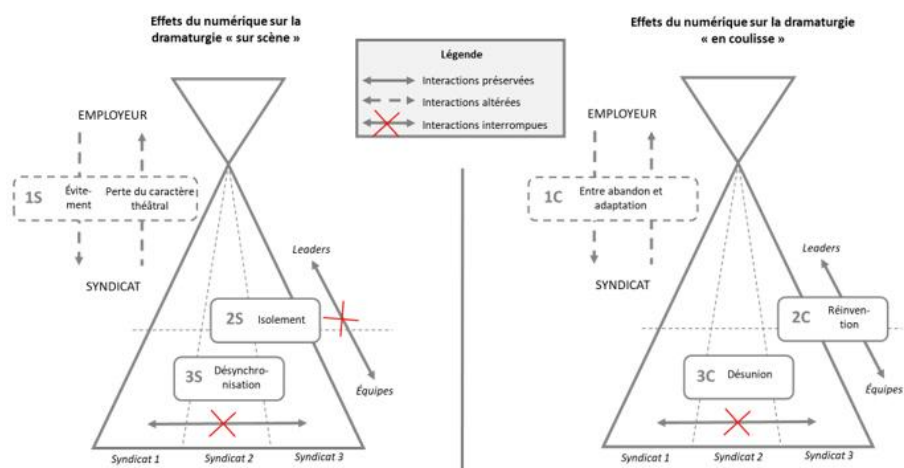 Effets du numérique sur la
dramaturgie « sur scène »
Effets du numérique sur la dramaturgie
« en coulisse »
Légende
Interactions préservées
Interactions altérées
Interactions interrompues
EMPLOYEUR
1S
Évite-
ment
Perte du caractère
théâtral
SYNDICAT
Leaders
2S
Isolement
3S
Désynchro-
nisation
Équipes
Syndicat 1
Syndicat 2
Syndicat 3
EMPLOYEUR
1C
Entre abandon et
adaptation
SYNDICAT
Leaders
2C
Réinven-
tion
3C
Désunion
Équipes
Syndicat 1
Syndicat 2
Syndicat 3